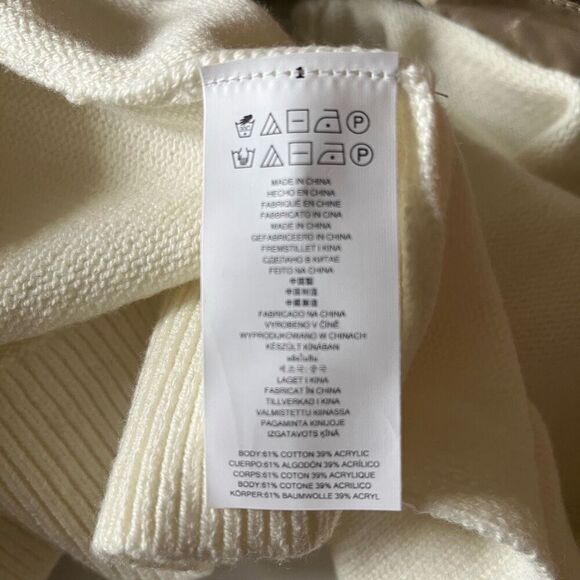 1
30C P
P
MADE IN CHINA
HECHO EN CHINA
FABRIQUÉ EN CHINE
FABBRICATO IN CINA
MADE IN CHINA
GEFABRICEERD IN CHINA
FREMSTILLET I KINA
СДЕЛАНО В КИТАЕ
FEITO NA CHINA
中國製
中国制造
中国製
FABRICADO NA CHINA
VYROBENO V ČÍNĚ
WYPRODUKOWANO W CHINACH
KÉSZÜLT KÍNÁBAN
LAGET I KINA
FABRICAT ÎN CHINA
TILLVERKAD I KINA
VALMISTETTU KIINASSA
PAGAMINTA KINIJOJE
IZGATAVOTS ĶĪNĀ
BODY:61% COTTON 39% ACRYLIC
CUERPO:61% ALGODÓN 39% ACRÍLICO
CORPS:61% COTON 39% ACRYLIQUE
BODY:61% COTONE 39% ACRILICO
KÖRPER:61% BAUMWOLLE 39% ACRYL